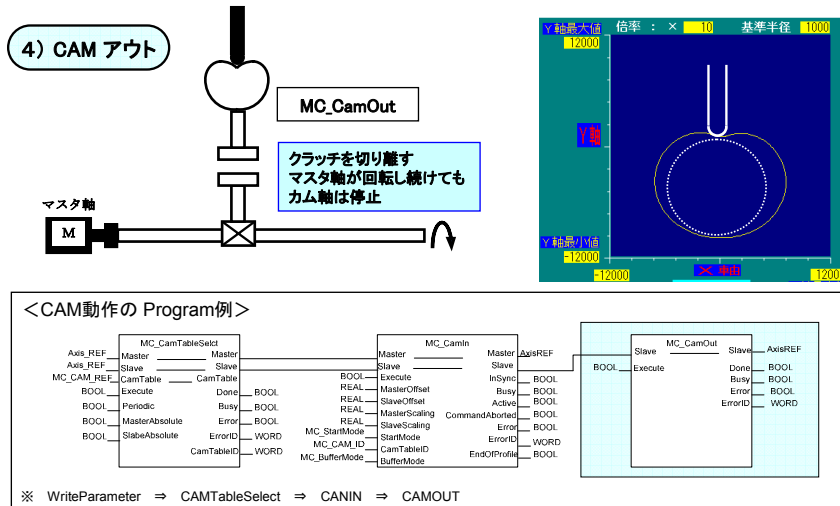 4) CAM アウト
MC_CamOut
クラッチを切り離す
マスタ軸が回転し続けても
カム軸は停止
マスタ軸
M
Y軸最大値
12000
倍率 : × 10
基準半径 1000
Y軸
Y軸最小値
-12000
-12000
X軸
1200
＜CAM動作の Program例＞
MC_CamTableSelct
Axis_REF
Master
Master
Axis_REF
Slave
Slave
MC_CAM_REF
CamTable
CamTable
BOOL
Execute
Done
BOOL
BOOL
Periodic
Busy
BOOL
BOOL
MasterAbsolute
Error
BOOL
BOOL
SlabeAbsolute
ErrorID
WORD
CamTableID
WORD
MC_CamIn
Master
Master
AxisREF
Slave
Slave
BOOL
Execute
InSync
BOOL
REAL
MasterOffset
Busy
BOOL
REAL
SlaveOffset
Active
BOOL
REAL
MasterScaling
CommandAborted
BOOL
REAL
SlaveScaling
Error
BOOL
MC_StartMode
StartMode
ErrorID
WORD
MC_CAM_ID
CamTableID
EndOfProfile
BOOL
MC_BufferMode
BufferMode
MC_CamOut
Slave
Slave
AxisREF
BOOL
Execute
Done
BOOL
Busy
BOOL
Error
BOOL
ErrorID
WORD
※ WriteParameter ⇒ CAMTableSelect ⇒ CANIN ⇒ CAMOUT